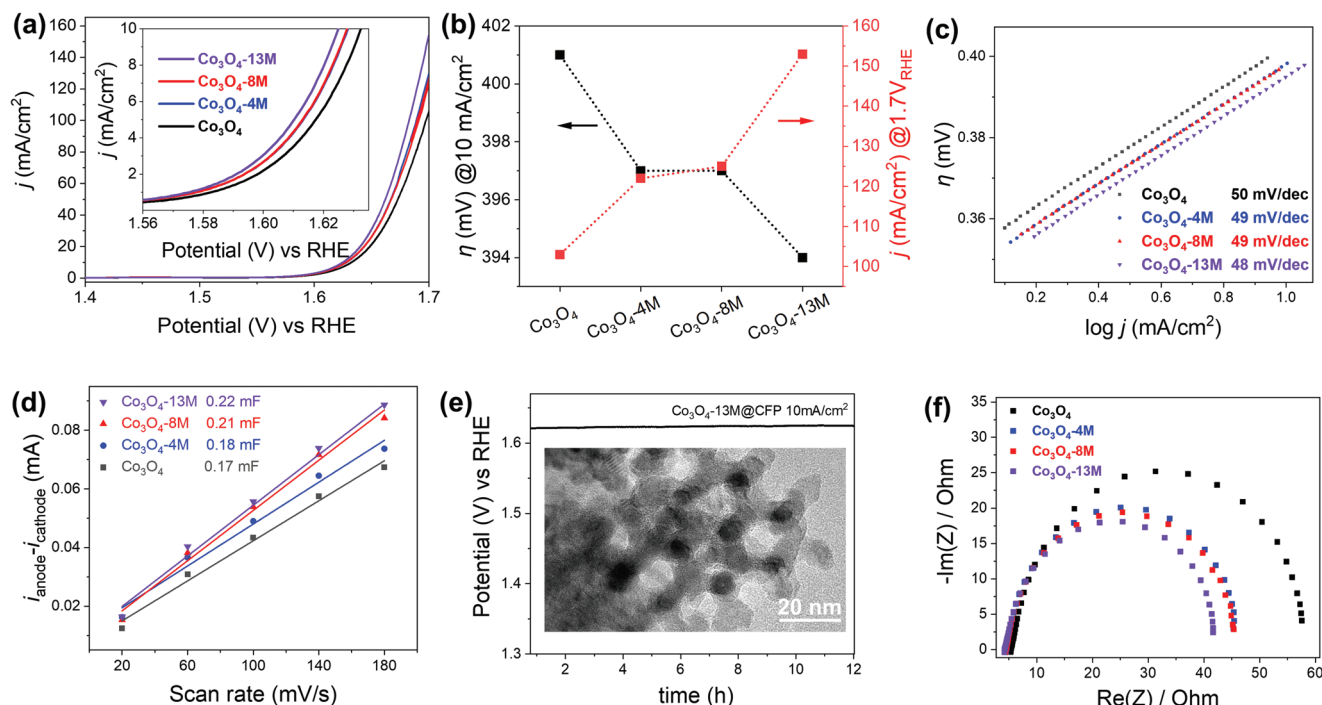 (a)
160
140
120
100
80
60
40
20
0
j (mA/cm²)
1.4
1.5
1.6
1.7
Potential (V) vs RHE
10
8
6
4
2
j (mA/cm²)
1.56
1.58
1.60
1.62
Potential (V) vs RHE
Co₃O₄-13M
Co₃O₄-8M
Co₃O₄-4M
Co₃O₄
(b)
402
401
400
399
398
397
396
395
394
η (mV) @10 mA/cm²
160
150
140
130
120
110
100
j (mA/cm²) @1.7V_RHE
Co₃O₄
Co₃O₄-4M
Co₃O₄-8M
Co₃O₄-13M
(c)
0.40
0.38
0.36
η (mV)
0.2
0.4
0.6
0.8
1.0
log j (mA/cm²)
Co₃O₄ 50 mV/dec
Co₃O₄-4M 49 mV/dec
Co₃O₄-8M 49 mV/dec
Co₃O₄-13M 48 mV/dec
(d)
Co₃O₄-13M 0.22 mF
Co₃O₄-8M 0.21 mF
Co₃O₄-4M 0.18 mF
Co₃O₄ 0.17 mF
0.08
0.06
0.04
0.02
i_anode-i_cathode (mA)
20
60
100
140
180
Scan rate (mV/s)
(e)
Co₃O₄-13M@CFP 10mA/cm²
1.6
1.5
1.4
1.3
Potential (V) vs RHE
20 nm
2
4
6
8
10
12
time (h)
(f)
Co₃O₄
Co₃O₄-4M
Co₃O₄-8M
Co₃O₄-13M
35
30
25
20
15
10
5
0
-Im(Z) / Ohm
10
20
30
40
50
60
Re(Z) / Ohm